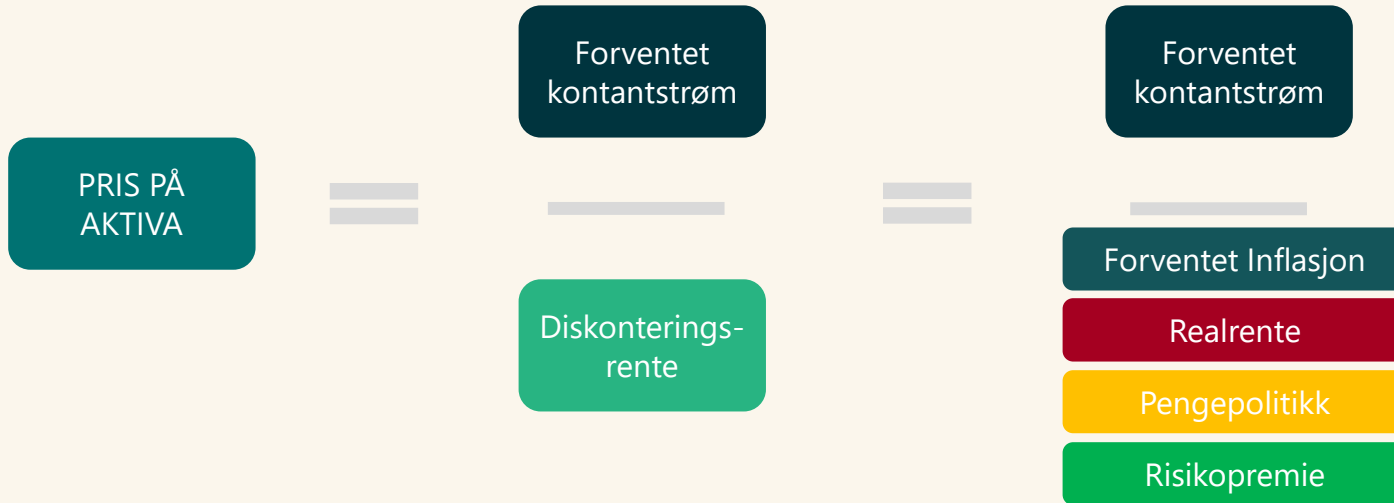 PRIS PÅ
AKTIVA
Forventet
kontantstrøm
Diskonterings-
rente
Forventet
kontantstrøm
Forventet Inflasjon
Realrente
Pengepolitikk
Risikopremie